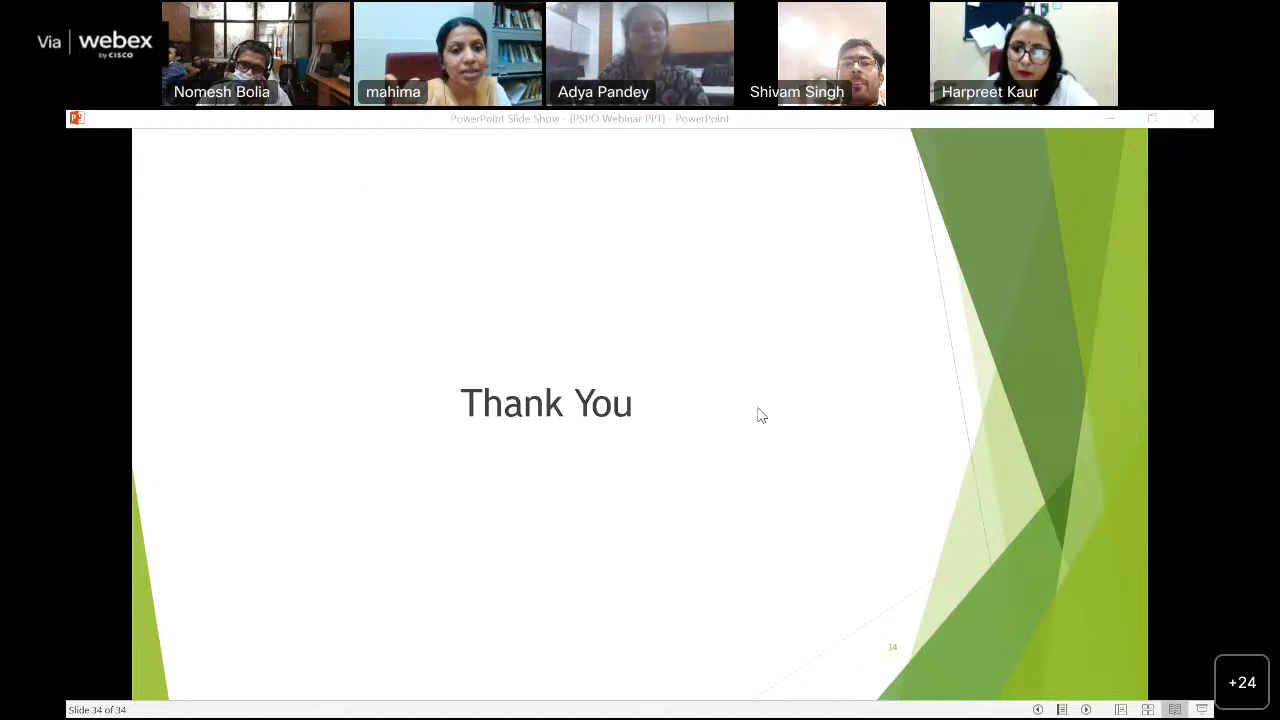 Via webex
by CISCO
Nomesh Bolia
mahima
Adya Pandey
Shivam Singh
Harpreet Kaur
PowerPoint Slide Show - [PSPO Webinar PPT] - PowerPoint
Thank You
34
+24
Slide 34 of 34